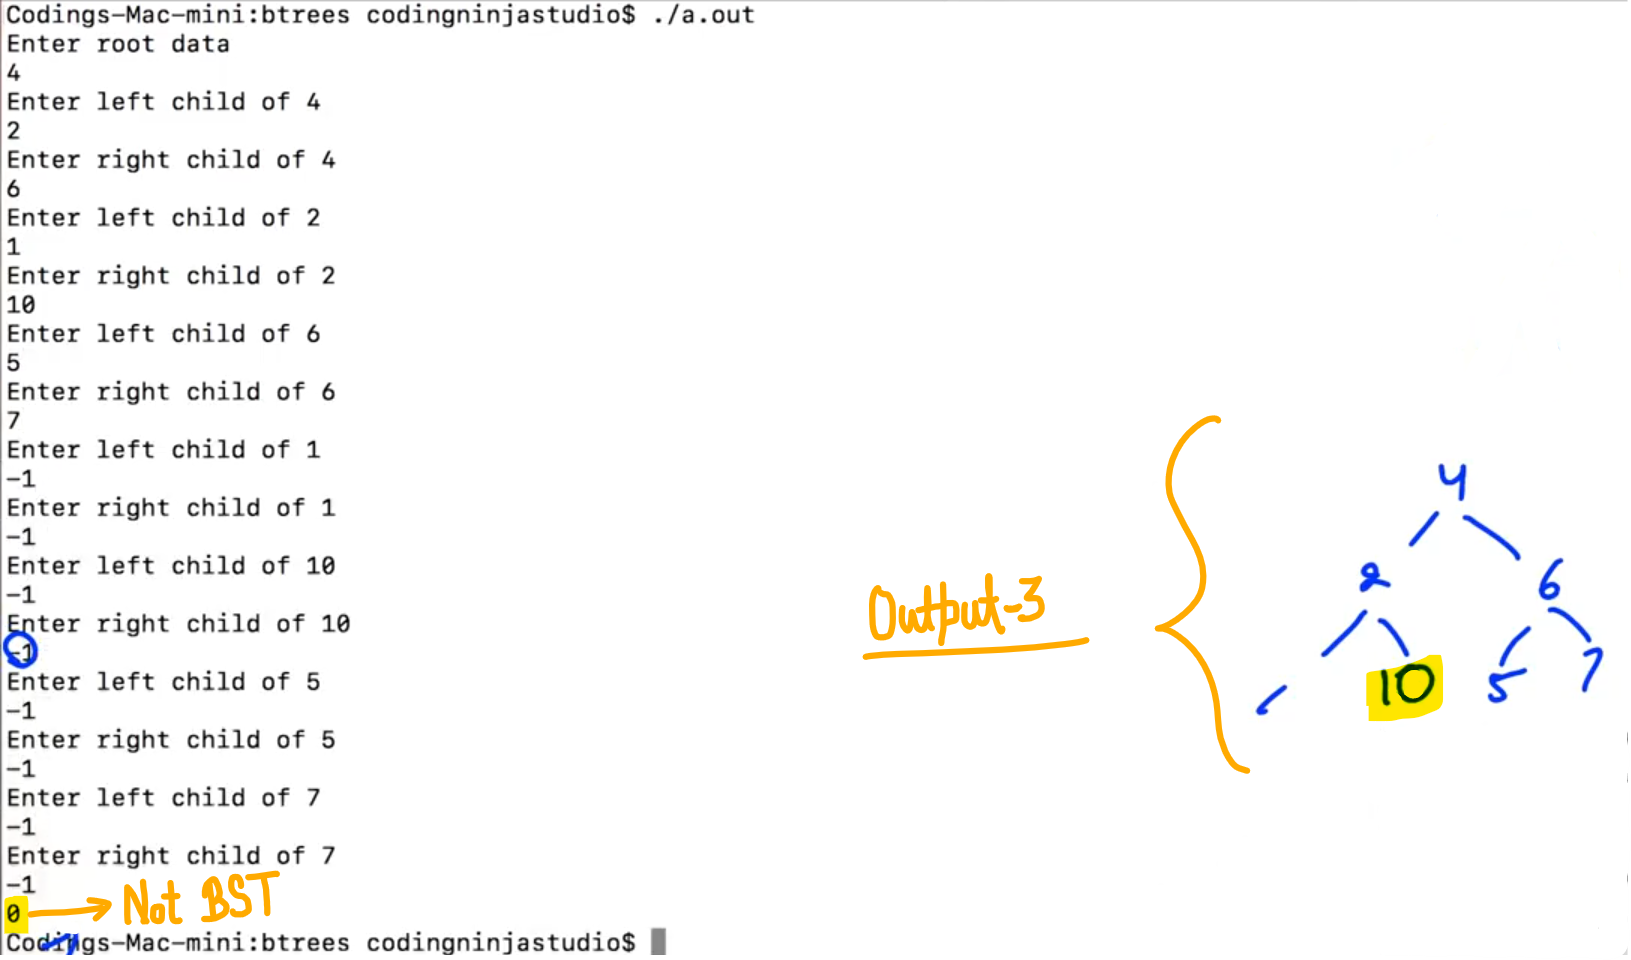 Codings-Mac-mini:btrees codingninjastudio$ ./a.out
Enter root data
4
Enter left child of 4
2
Enter right child of 4
6
Enter left child of 2
1
Enter right child of 2
10
Enter left child of 6
5
Enter right child of 6
7
Enter left child of 1
-1
Enter right child of 1
-1
Enter left child of 10
-1
Enter right child of 10
-1
Enter left child of 5
-1
Enter right child of 5
-1
Enter left child of 7
-1
Enter right child of 7
-1
0 Not BST
Codings-Mac-mini:btrees codingninjastudio$
Output-3
4
2 6
10 5 7